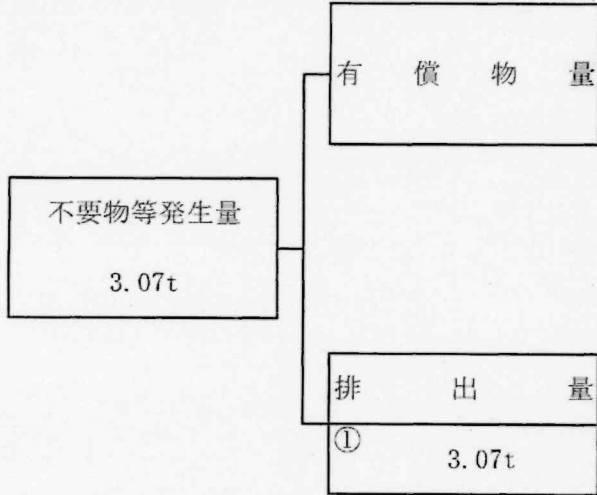 有償物量
不要物等発生量
3.07t
排出量
①
3.07t